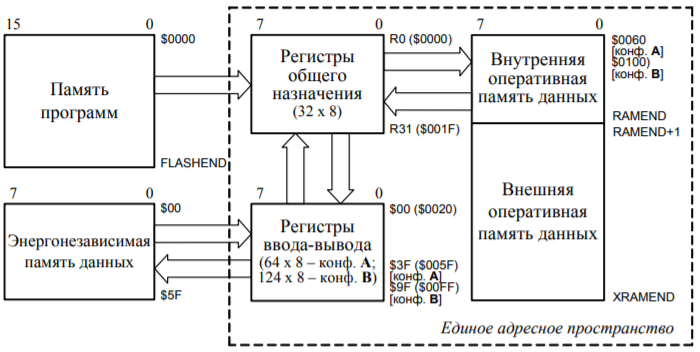 15 0
$0000
Память
программ
FLASHEND
7 0
$00
Энергонезависимая
память данных
$5F
7 0
R0 ($0000)
Регистры
общего
назначения
(32 x 8)
R31 ($001F)
7 0
$00 ($0020)
Регистры
ввода-вывода
(64 x 8 – конф. A;
124 x 8 – конф. B)
$3F ($005F)
[конф. A]
$9F ($00FF)
[конф. B]
7 0
$0060
[конф. A)
$0100)
[конф. B]
Внутренняя
оперативная
память данных
RAMEND
RAMEND+1
Внешняя
оперативная
память данных
XRAMEND
Единое адресное пространство